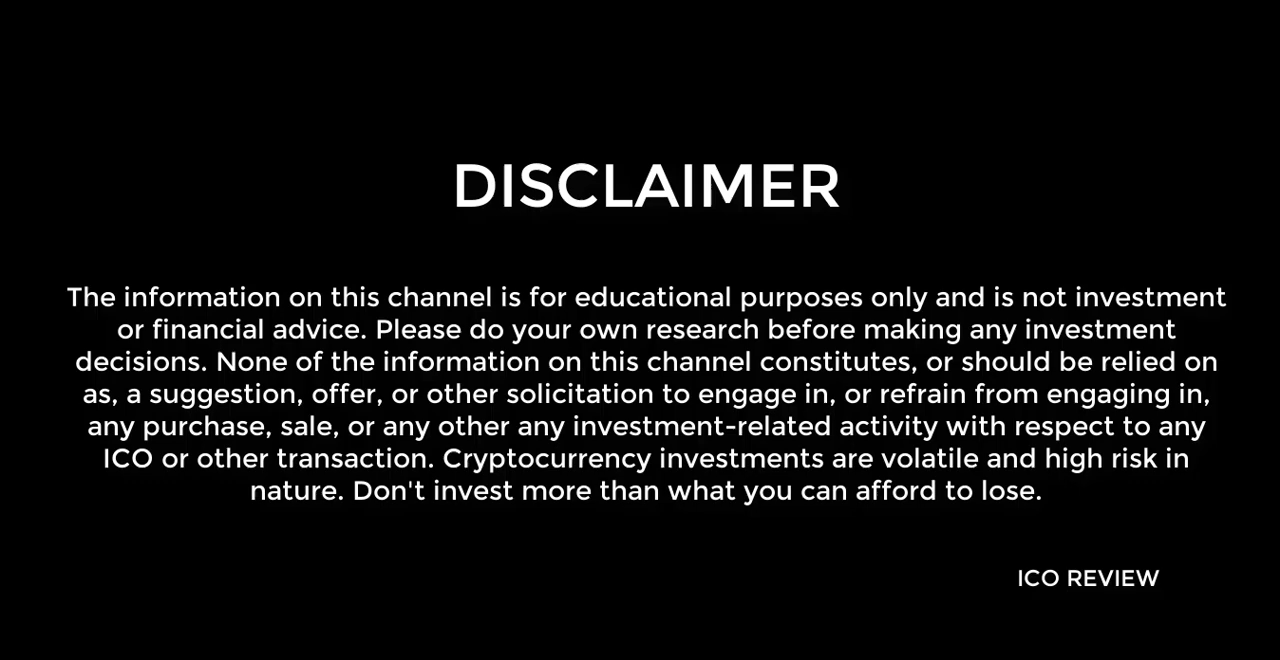 DISCLAIMER
The information on this channel is for educational purposes only and is not investment
or financial advice. Please do your own research before making any investment
decisions. None of the information on this channel constitutes, or should be relied on
as, a suggestion, offer, or other solicitation to engage in, or refrain from engaging in,
any purchase, sale, or any other any investment-related activity with respect to any
ICO or other transaction. Cryptocurrency investments are volatile and high risk in
nature. Don't invest more than what you can afford to lose.
ICO REVIEW